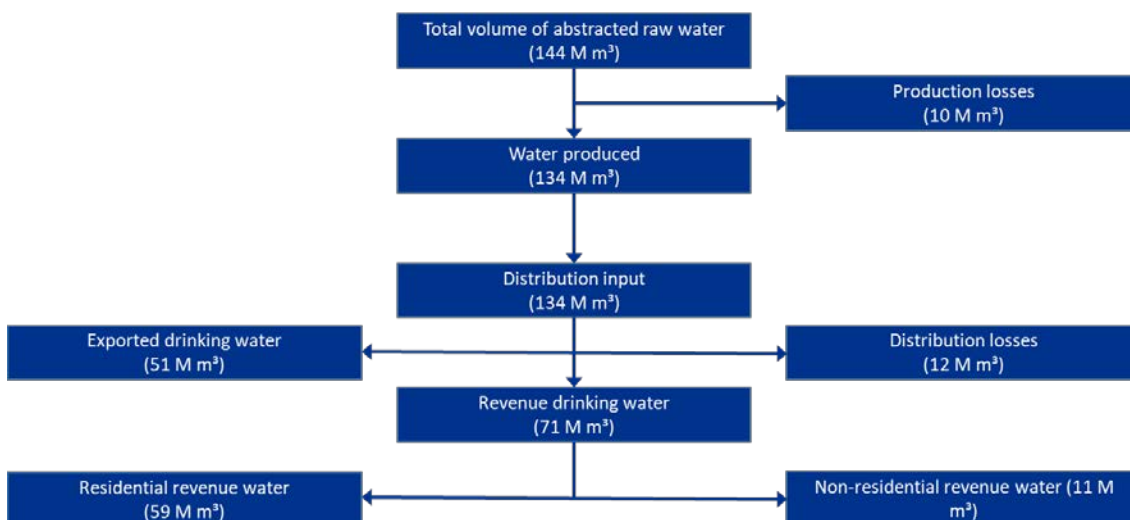 Total volume of abstracted raw water
(144 M m³)
Production losses
(10 M m³)
Water produced
(134 M m³)
Distribution input
(134 M m³)
Exported drinking water
(51 M m³)
Distribution losses
(12 M m³)
Revenue drinking water
(71 M m³)
Residential revenue water
(59 M m³)
Non-residential revenue water (11 M
m³)